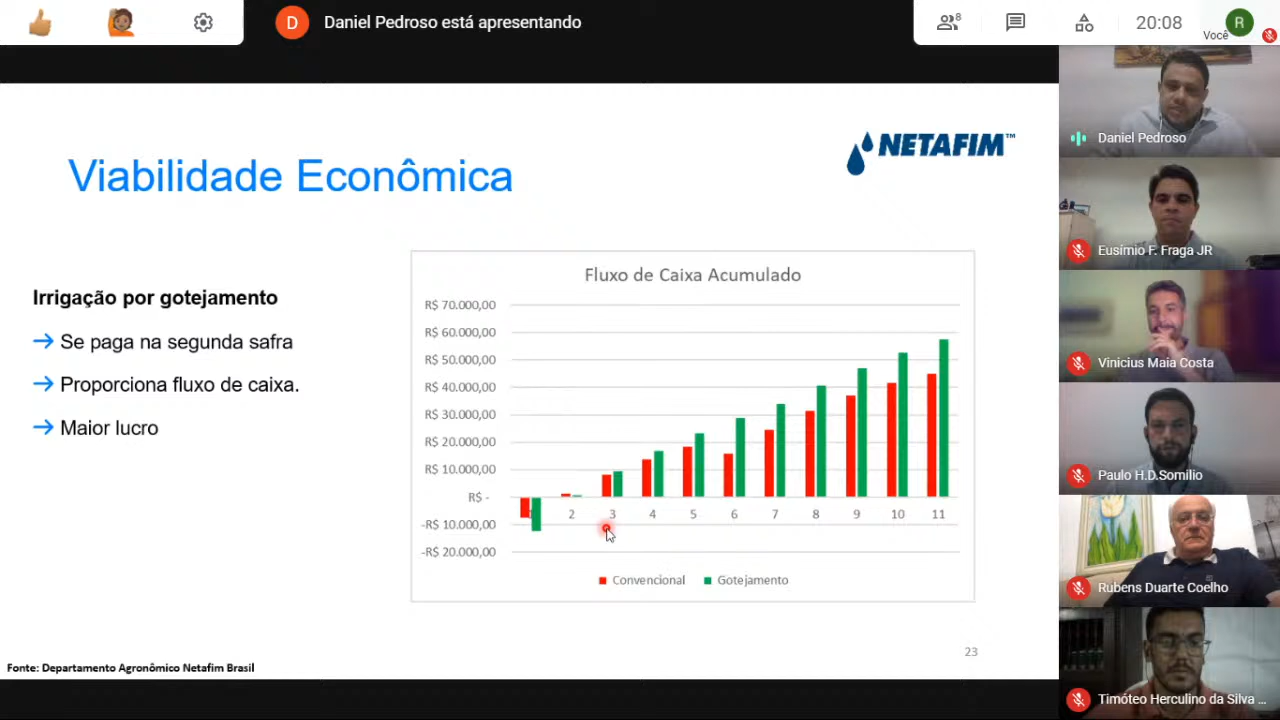 D
Daniel Pedroso está apresentando
8
20:08
Você
R
NETAFIM™
Viabilidade Econômica
Irrigação por gotejamento
→ Se paga na segunda safra
→ Proporciona fluxo de caixa.
→ Maior lucro
Fluxo de Caixa Acumulado
R$ 70.000,00
R$ 60.000,00
R$ 50.000,00
R$ 40.000,00
R$ 30.000,00
R$ 20.000,00
R$ 10.000,00
R$ -
-R$ 10.000,00
-R$ 20.000,00
1 2 3 4 5 6 7 8 9 10 11
Convencional Gotejamento
23
Fonte: Departamento Agronômico Netafim Brasil
Daniel Pedroso
Eusímio F. Fraga JR
Vinicius Maia Costa
Paulo H.D.Somilio
Rubens Duarte Coelho
Timóteo Herculino da Silva ...